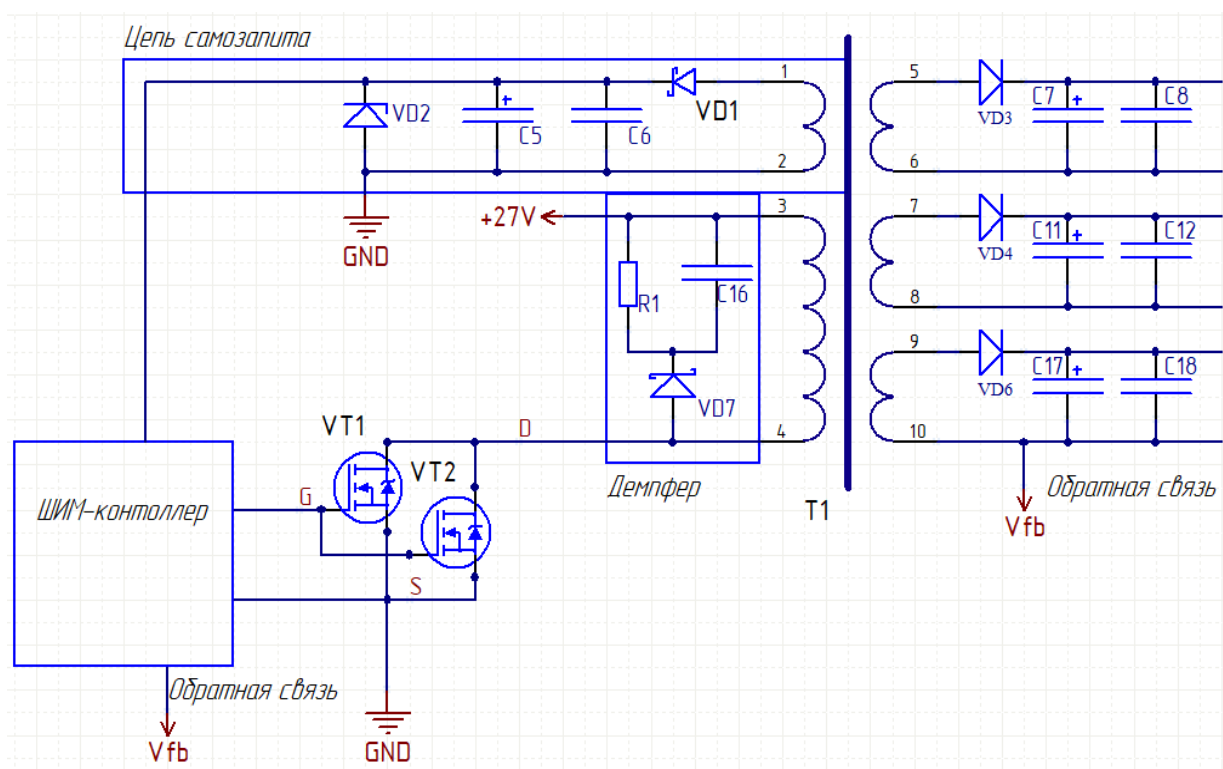 Цепь самозапита
1
5
VD2
C5
C6
VD1
VD3
C7
+
C8
+
2
6
+27V
3
7
GND
R1
C16
VD4
C11
+
C12
8
9
VD7
VD6
C17
+
C18
VT1
D
4
10
VT2
G
Демпфер
T1
Обратная связь
ШИМ-контоллер
Vfb
S
Обратная связь
Vfb
GND